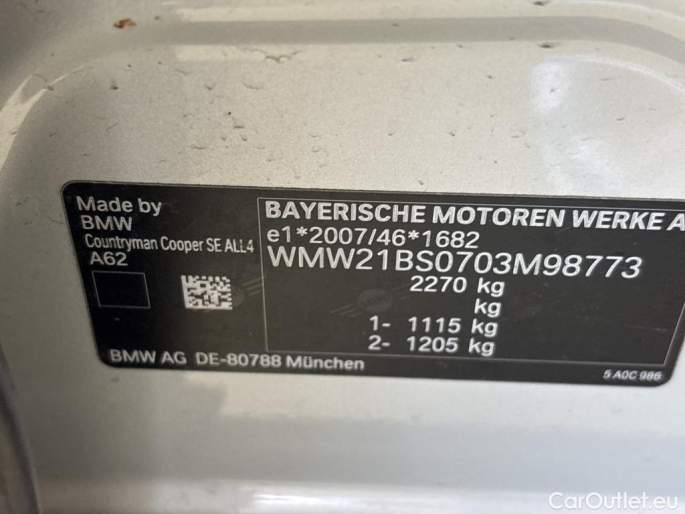 Made by
BMW
Countryman Cooper SE ALL4
A62
BAYERISCHE MOTOREN WERKE A
e1*2007/46*1682
WMW21BS0703M98773
2270 kg
kg
1- 1115 kg
2- 1205 kg
BMW AG DE-80788 München
5 A0C 986
CarOutlet.eu